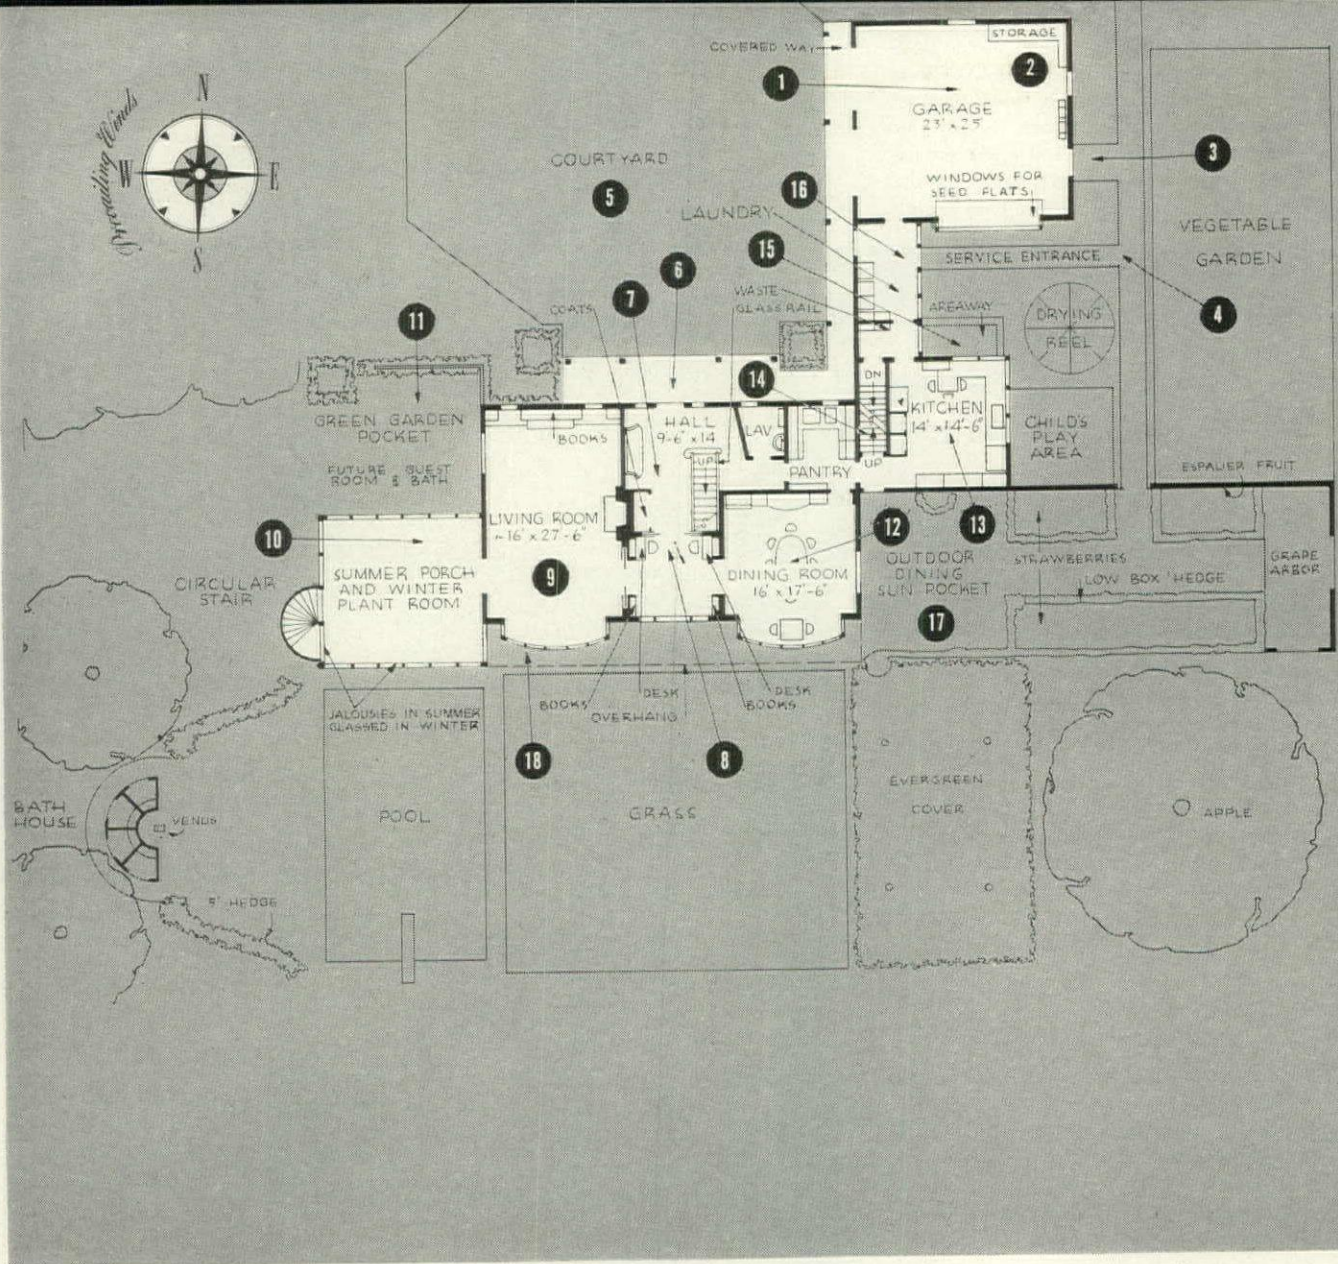 N
Prevailing Winds
W
E
S
COVERED WAY
STORAGE
1
2
GARAGE
23' x 25'
3
COURTYARD
5
WINDOWS FOR
SEED FLATS
16
LAUNDRY
VEGETABLE
GARDEN
15
SERVICE ENTRANCE
6
7
WASTE
GLASS RAIL
COATS
AREAWAY
DRYING
REEL
4
11
14
DN
KITCHEN
14' x 14'-6"
GREEN GARDEN
POCKET
HALL
9'-6" x 14'
LAV
BOOKS
CHILD'S
PLAY
AREA
UP
UP
PANTRY
ESPALIER FRUIT
FUTURE GUEST
ROOM & BATH
LIVING ROOM
16' x 27'-6"
10
12
13
9
OUTDOOR
DINING
SUN POCKET
STRAWBERRIES
GRAPE
ARBOR
CIRCULAR
STAIR
SUMMER PORCH
AND WINTER
PLANT ROOM
DINING ROOM
16' x 17'-6"
LOW BOX HEDGE
17
DESK
DESK
BOOKS
BOOKS
OVERHANG
JALOUSIES IN SUMMER
GLASSED IN WINTER
18
8
EVERGREEN
COVER
BATH
HOUSE
VENUS
POOL
GRASS
APPLE
5' HEDGE